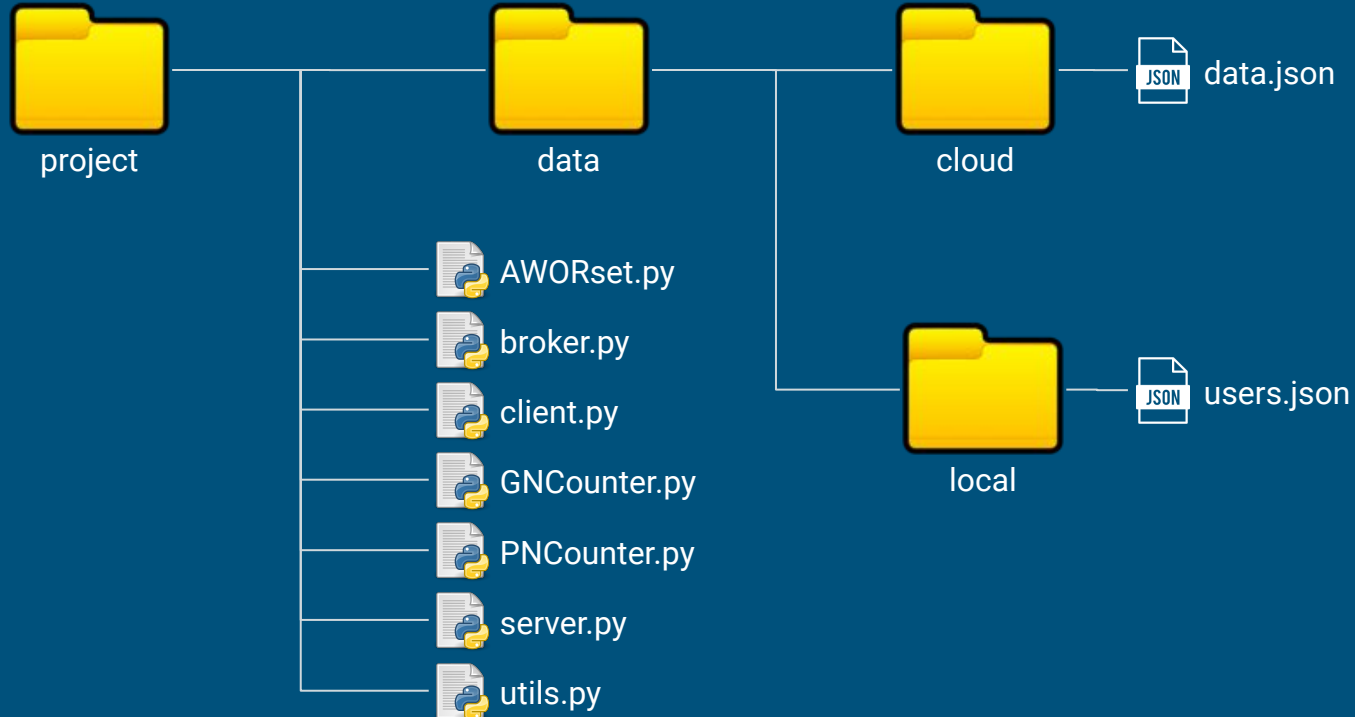 project
data
cloud
JSON
data.json
AWORset.py
broker.py
client.py
GNCounter.py
PNCounter.py
server.py
utils.py
local
JSON
users.json